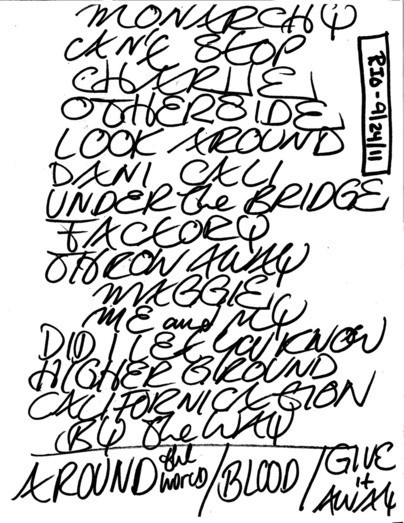 MONARCHY
CAN'T STOP
CHARLIE
OTHERSIDE
LOOK AROUND
DANI CALI
UNDER the BRIDGE
FACTORY
THROW AWAY
MAGGIE
ME and MY
DID I LET YOU KNOW
HIGHER GROUND
CALIFORNICATION
BY the WAY
AROUND the WORLD / BLOOD / GIVE it AWAY
RIO - 9/24/11